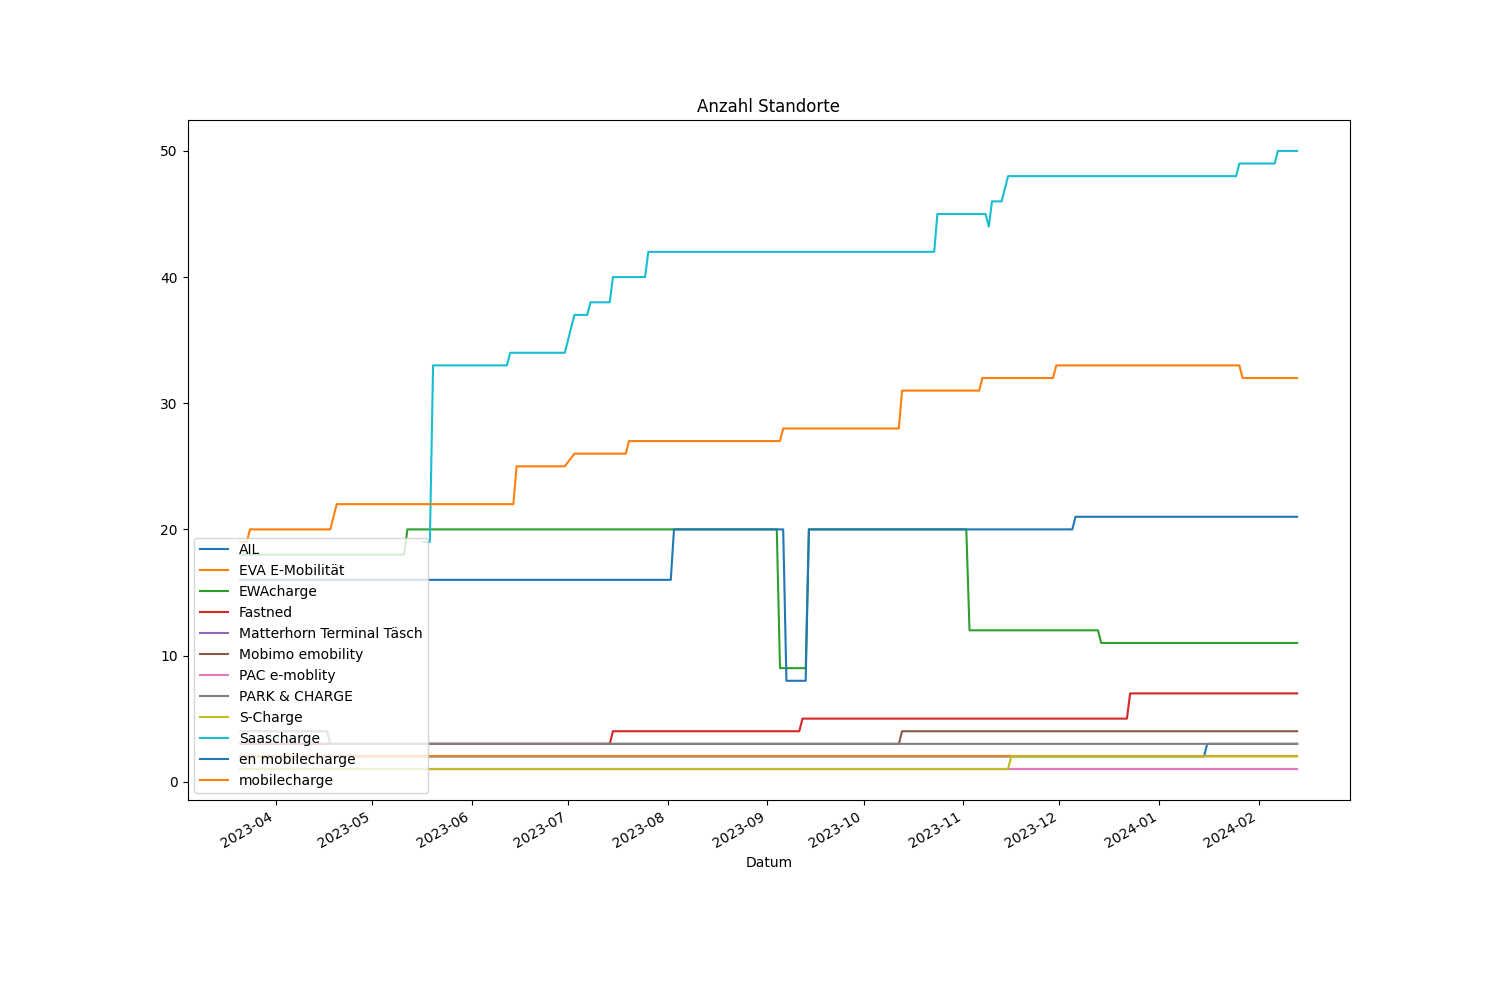 Anzahl Standorte
50
40
30
20
10
0
AIL
EVA E-Mobilität
EWAcharge
Fastned
Matterhorn Terminal Täsch
Mobimo emobility
PAC e-moblity
PARK & CHARGE
S-Charge
Saascharge
en mobilecharge
mobilecharge
2023-04
2023-05
2023-06
2023-07
2023-08
2023-09
2023-10
2023-11
2023-12
2024-01
2024-02
Datum